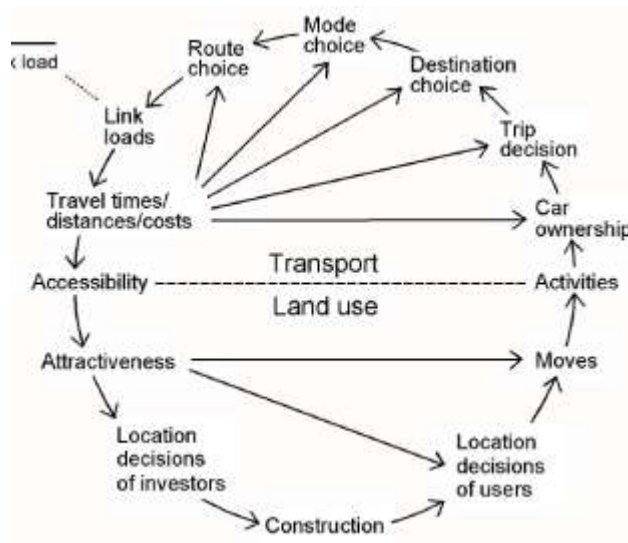 Mode
choice
Route
choice
k load
Destination
choice
Link
loads
Trip
decision
Travel times/
distances/costs
Car
ownership
Transport
Accessibility
Activities
Land use
Attractiveness
Moves
Location
decisions
of investors
Location
decisions
of users
Construction